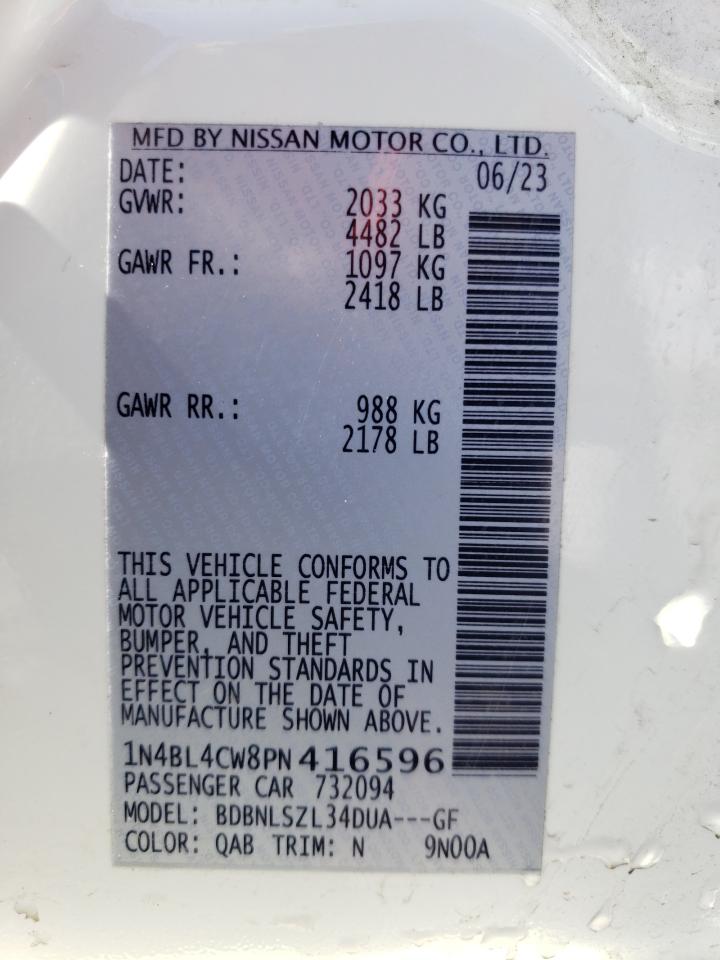 MFD BY NISSAN MOTOR CO., LTD.
DATE: 06/23
GVWR: 2033 KG
4482 LB
GAWR FR.: 1097 KG
2418 LB
GAWR RR.: 988 KG
2178 LB
THIS VEHICLE CONFORMS TO
ALL APPLICABLE FEDERAL
MOTOR VEHICLE SAFETY,
BUMPER, AND THEFT
PREVENTION STANDARDS IN
EFFECT ON THE DATE OF
MANUFACTURE SHOWN ABOVE.
1N4BL4CW8PN416596
PASSENGER CAR 732094
MODEL: BDBNLSZL34DUA---GF
COLOR: QAB TRIM: N 9N00A